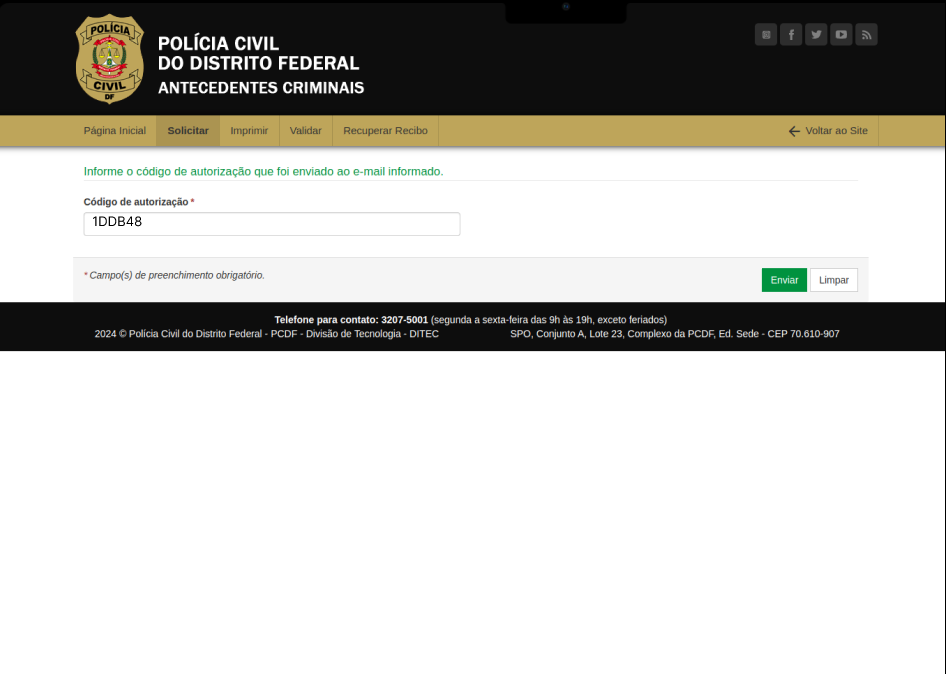 POLÍCIA
CIVIL
DF
POLÍCIA CIVIL
DO DISTRITO FEDERAL
ANTECEDENTES CRIMINAIS
Página Inicial Solicitar Imprimir Validar Recuperar Recibo Voltar ao Site
Informe o código de autorização que foi enviado ao e-mail informado.
Código de autorização *
1DDB48
* Campo(s) de preenchimento obrigatório.
Enviar Limpar
Telefone para contato: 3207-5001 (segunda a sexta-feira das 9h às 19h, exceto feriados)
2024 © Polícia Civil do Distrito Federal - PCDF - Divisão de Tecnologia - DITEC SPO, Conjunto A, Lote 23, Complexo da PCDF, Ed. Sede - CEP 70.610-907